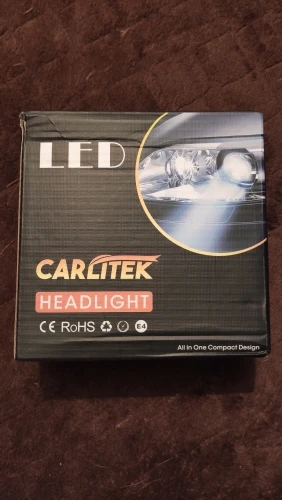 LED
CARLITEK
HEADLIGHT
CE RoHS E4
All In One Compact Design